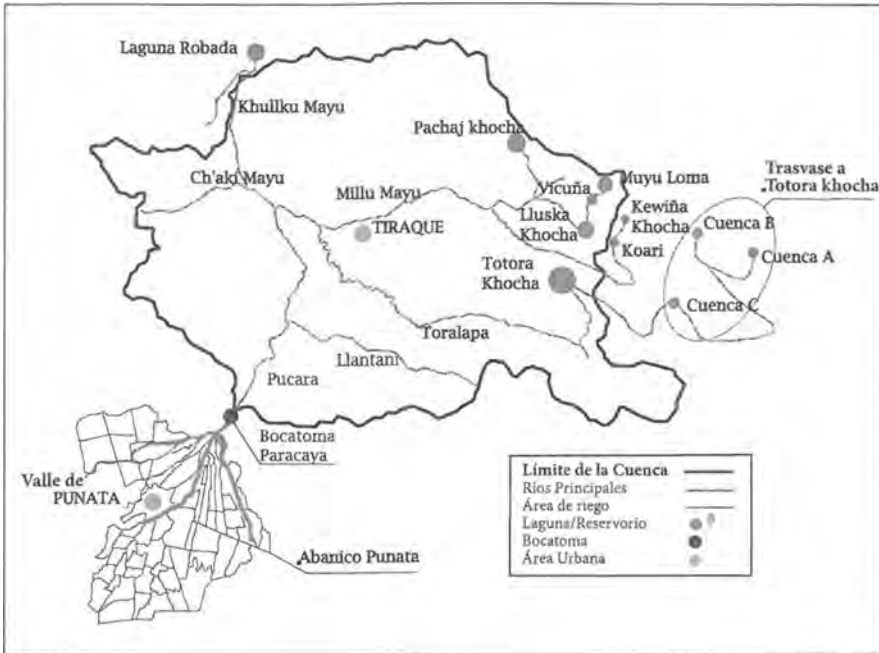 Laguna Robada
Khullku Mayu
Pachaj khocha
Ch'aki Mayu
Millu Mayu
Vicuña
Muyu Loma
Trasvase a
Totora khocha
TIRAQUE
Lluska
Khocha
Kewiña
Khocha
Koari
Cuenca B
Cuenca A
Totora
Khocha
Cuenca C
Toralapa
Llantani
Pucara
Bocatoma
Paracaya
Valle de
PUNATA
Abanico Punata
Límite de la Cuenca
Ríos Principales
Área de riego
Laguna/Reservorio
Bocatoma
Área Urbana